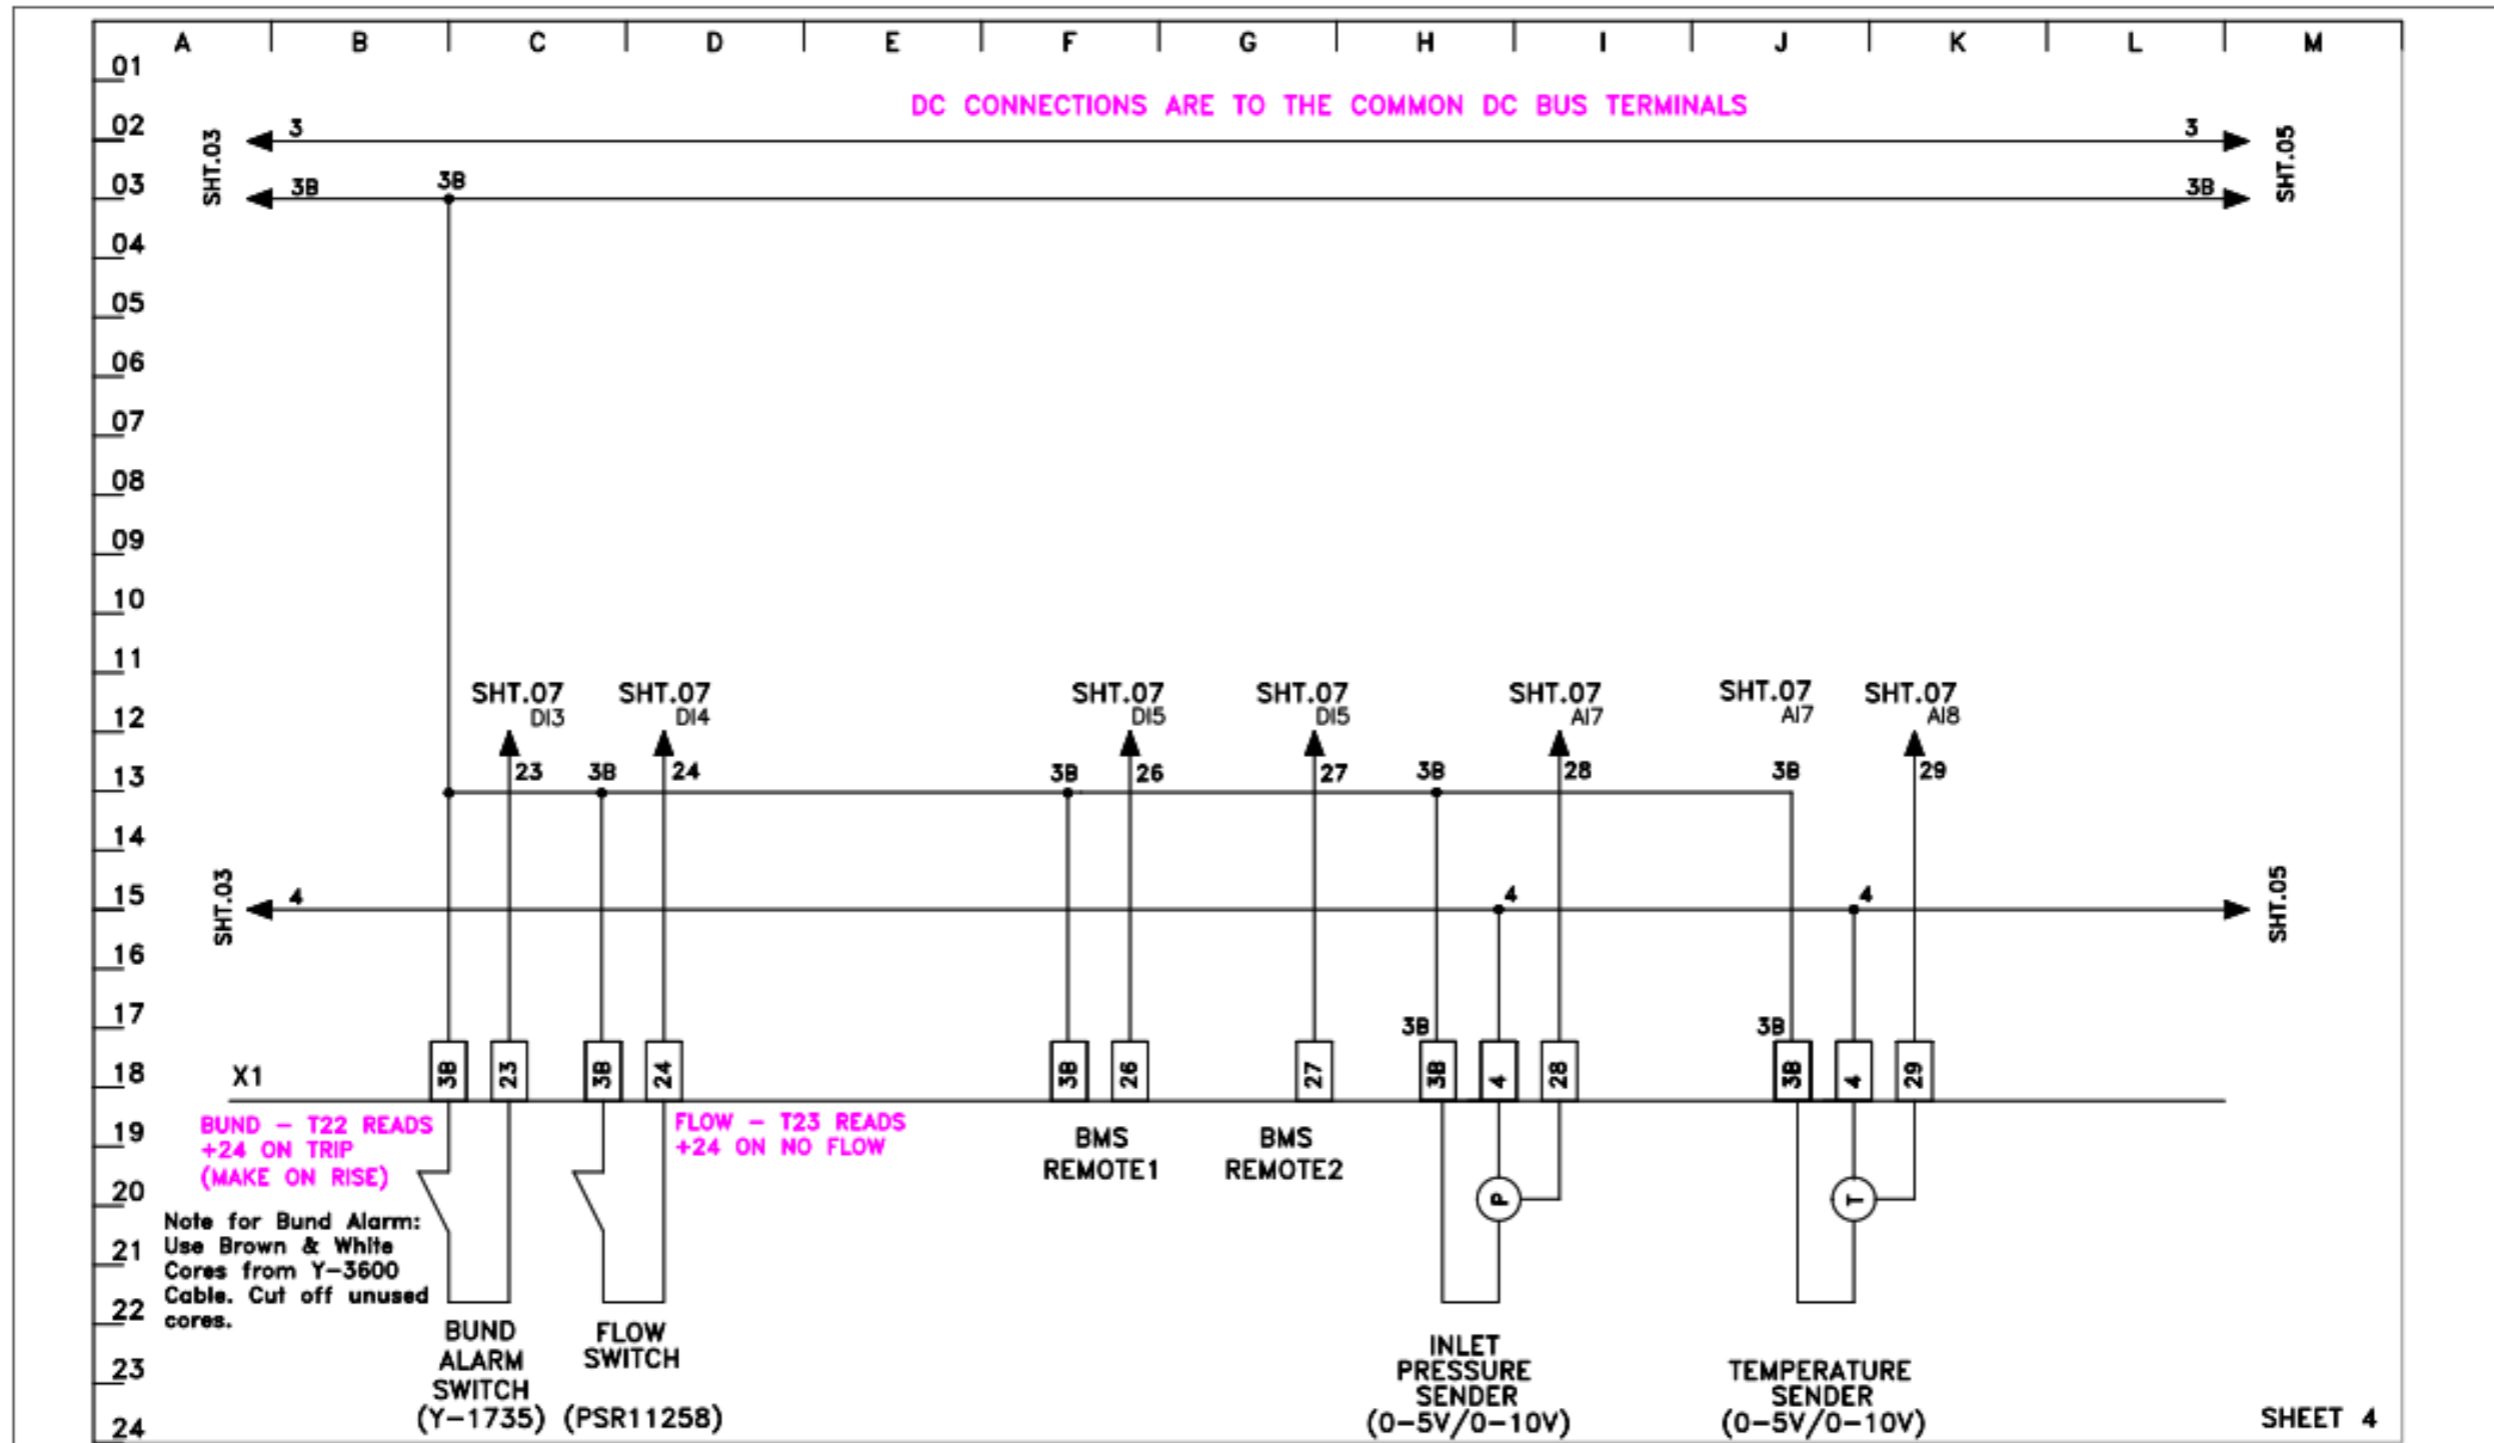 A B C D E F G H I J K L M
01
DC CONNECTIONS ARE TO THE COMMON DC BUS TERMINALS
02
SHT.03
3
3
SHT.05
03
3B
3B
3B
04
05
06
07
08
09
10
11
SHT.07
DI3
SHT.07
DI4
SHT.07
DI5
SHT.07
DI5
SHT.07
AI7
SHT.07
AI7
SHT.07
AI8
12
13
23
3B
24
3B
26
27
3B
28
3B
29
14
SHT.03
15
4
4
4
SHT.05
16
17
3B
3B
18
X1
3B
23
3B
24
3B
26
27
3B
4
28
3B
4
29
BUND – T22 READS
+24 ON TRIP
(MAKE ON RISE)
FLOW – T23 READS
+24 ON NO FLOW
19
BMS
REMOTE1
BMS
REMOTE2
20
P
T
Note for Bund Alarm:
Use Brown & White
Cores from Y-3600
Cable. Cut off unused
cores.
21
22
BUND
ALARM
SWITCH
(Y-1735)
FLOW
SWITCH
(PSR11258)
INLET
PRESSURE
SENDER
(0-5V/0-10V)
TEMPERATURE
SENDER
(0-5V/0-10V)
23
24
SHEET 4